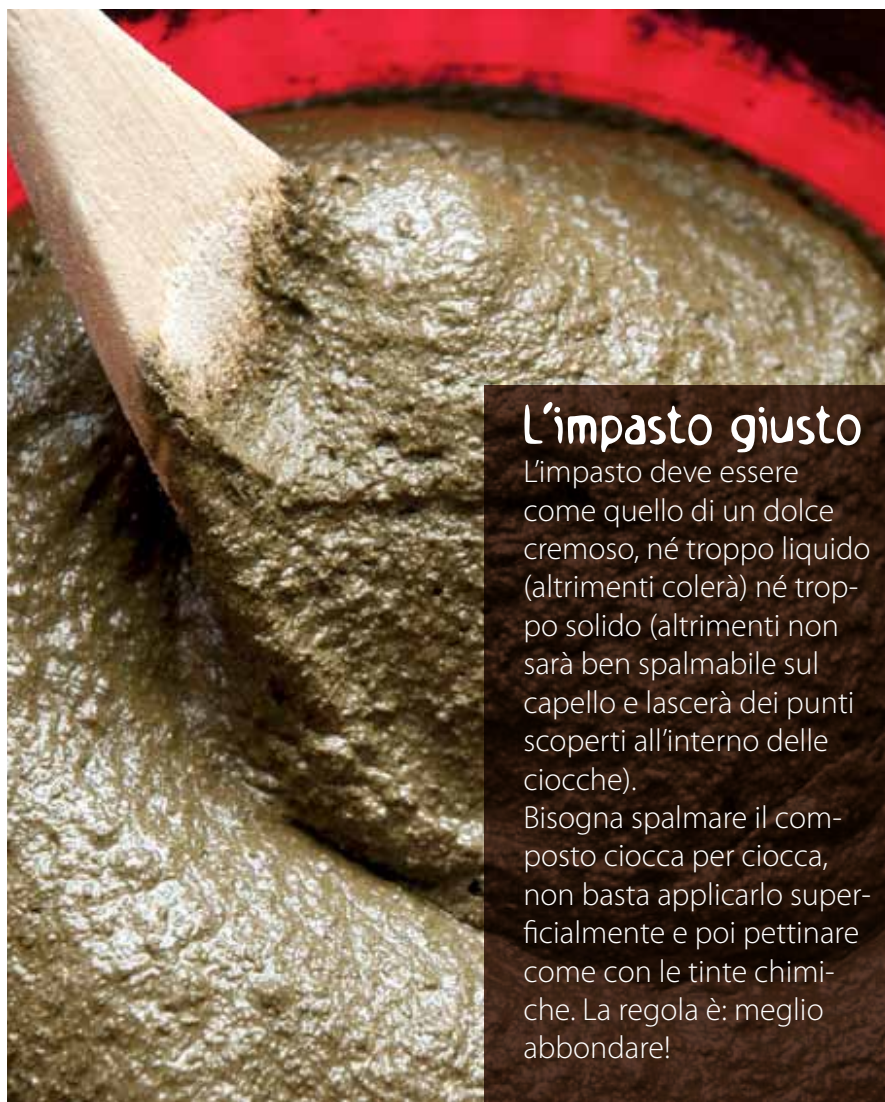 L'impasto giusto
L'impasto deve essere
come quello di un dolce
cremoso, né troppo liquido
(altrimenti colerà) né trop-
po solido (altrimenti non
sarà ben spalmabile sul
capello e lascerà dei punti
scoperti all'interno delle
ciocche).
Bisogna spalmare il com-
posto ciocca per ciocca,
non basta applicarlo super-
ficialmente e poi pettinare
come con le tinte chimi-
che. La regola è: meglio
abbondare!